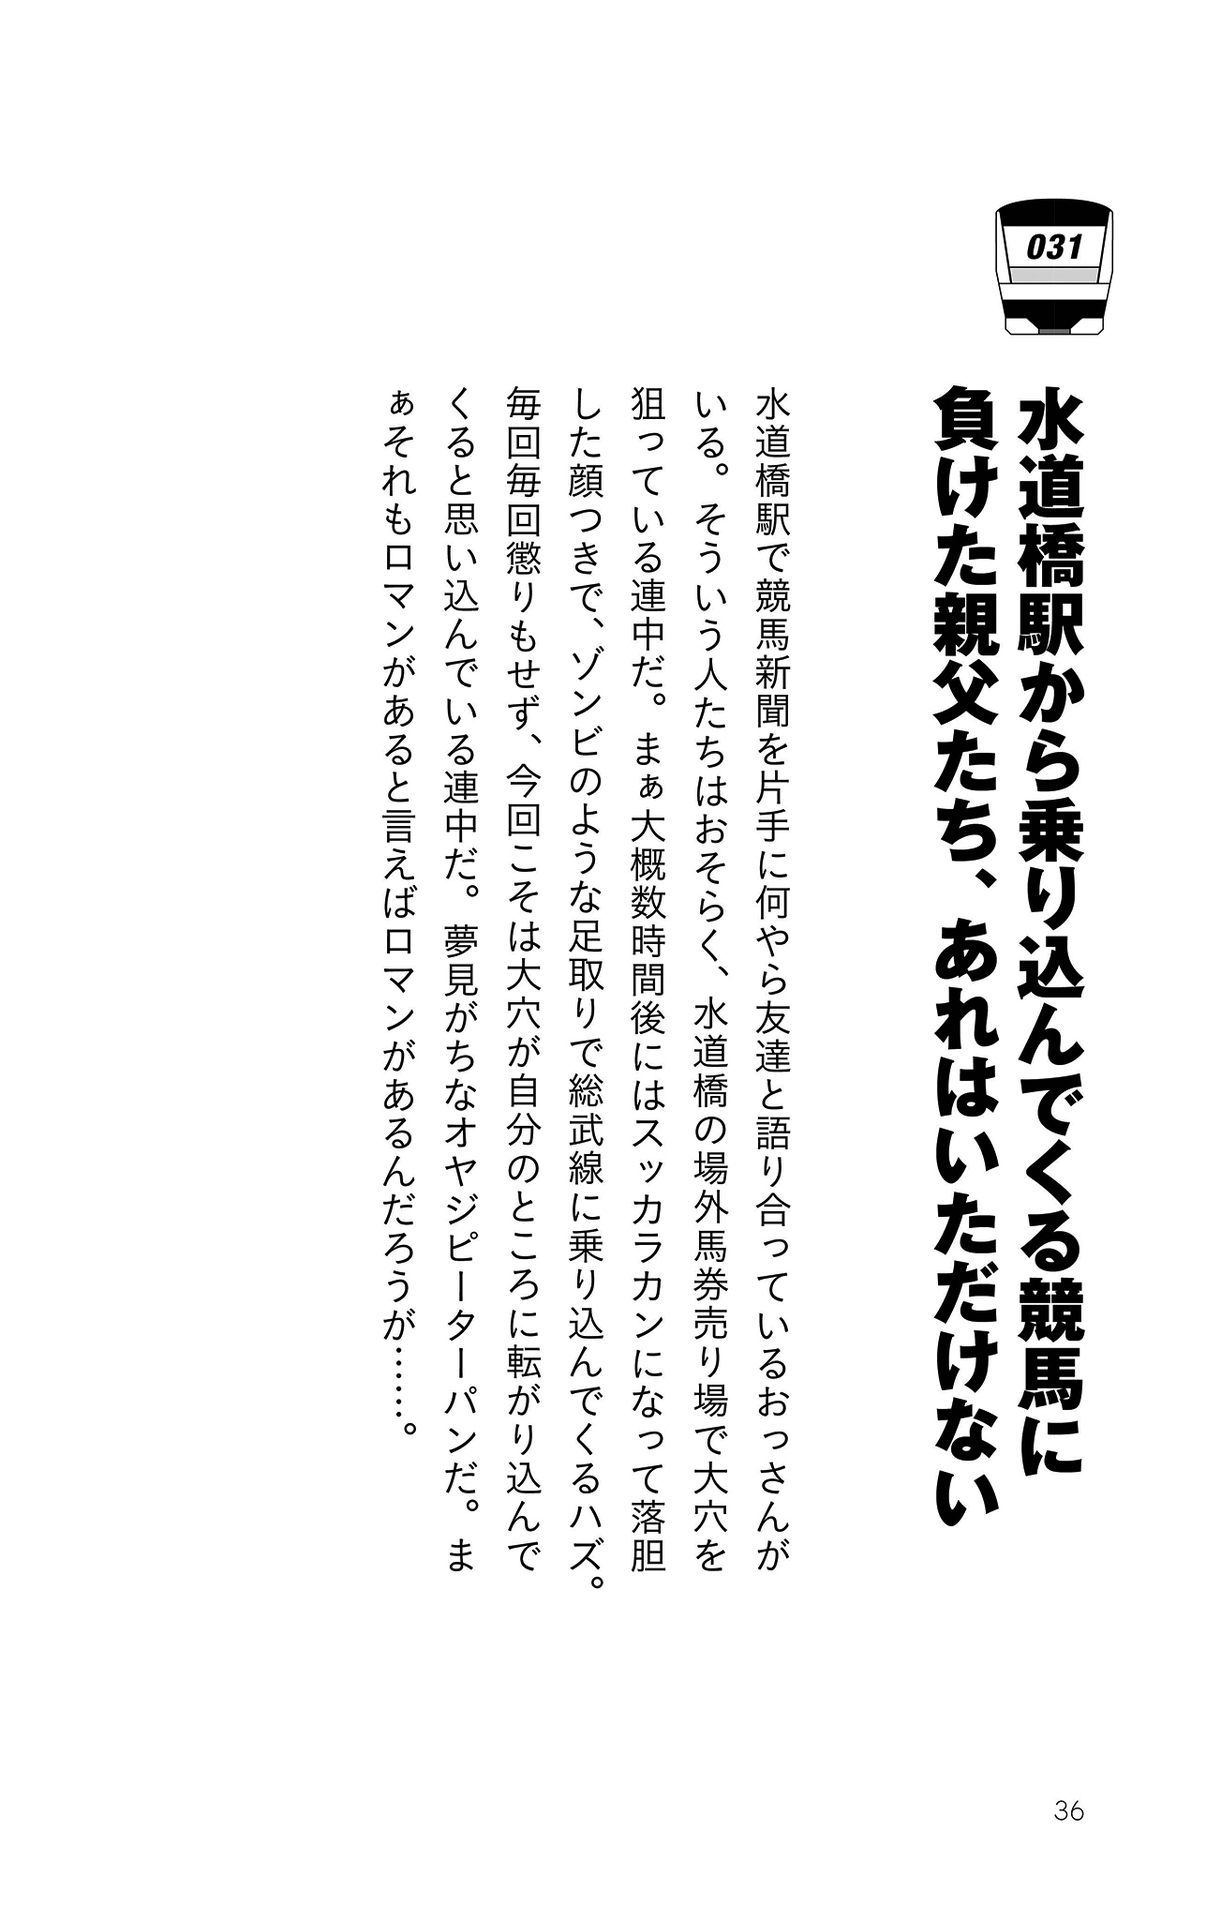 031
水道橋駅から乗り込んでくる競馬に
負けた親父たち、あれはいただけない
水道橋駅で競馬新聞を片手に何やら友達と語り合っているおっさんが
いる。そういう人たちはおそらく、水道橋の場外馬券売り場で大穴を
狙っている連中だ。まぁ大概数時間後にはスッカラカンになって落胆
した顔つきで、ゾンビのような足取りで総武線に乗り込んでくるハズ。
毎回毎回懲りもせず、今回こそは大穴が自分のところに転がり込んで
くると思い込んでいる連中だ。夢見がちなオヤジピーターパンだ。ま
ぁそれもロマンがあると言えばロマンがあるんだろうが……。
36